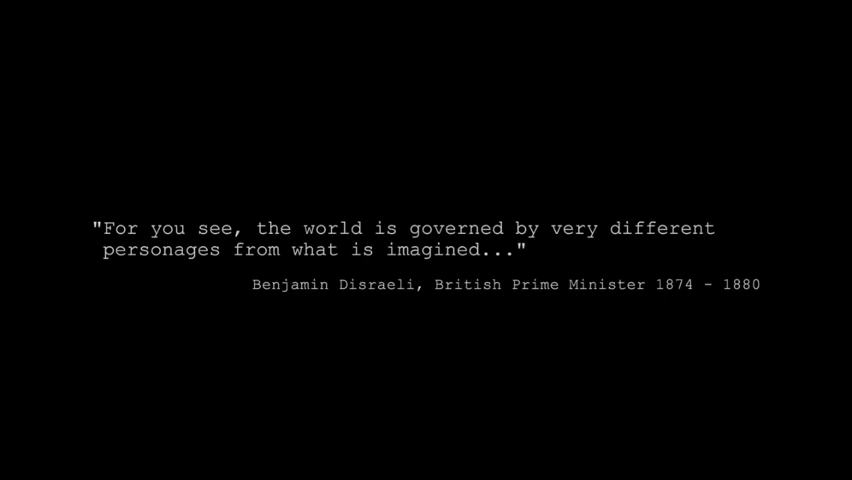 "For you see, the world is governed by very different
personages from what is imagined..."
Benjamin Disraeli, British Prime Minister 1874 - 1880